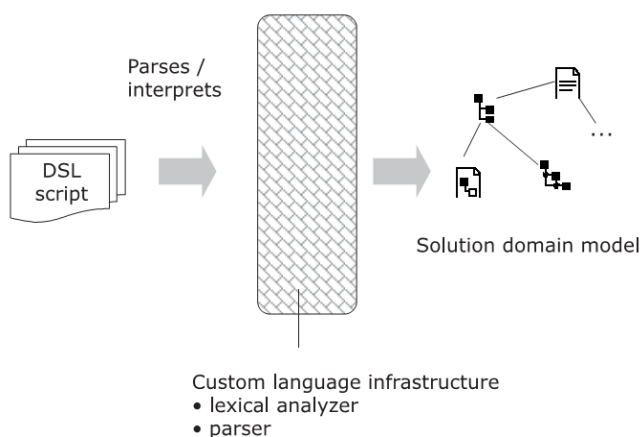 Parses /
interprets
DSL
script
...
Solution domain model
Custom language infrastructure
• lexical analyzer
• parser